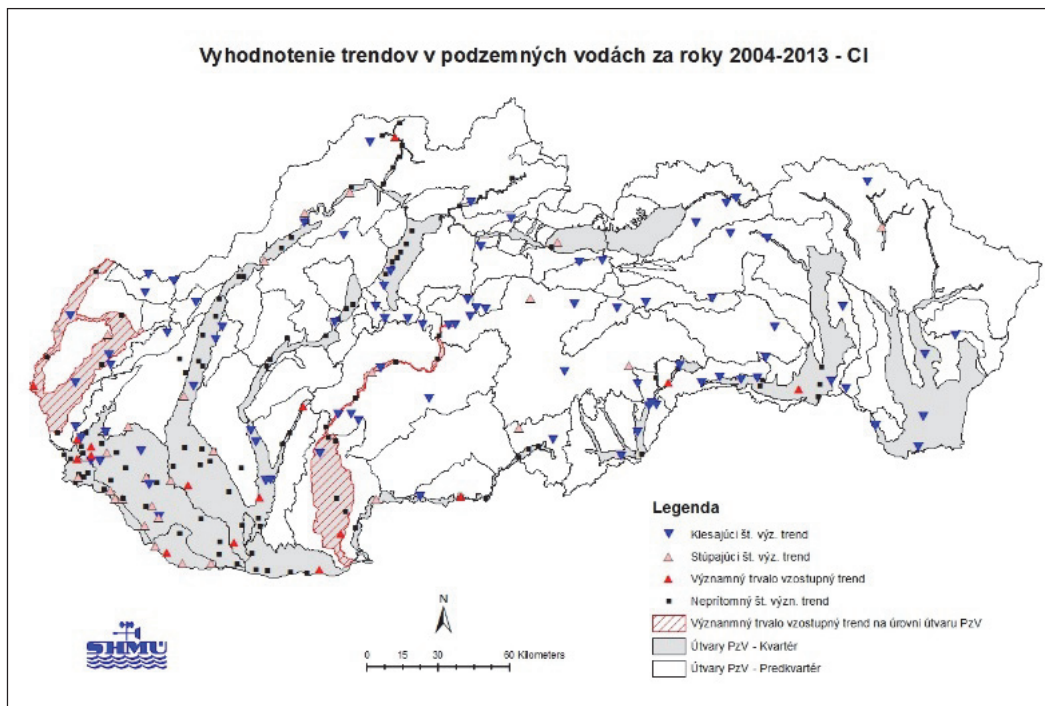 Vyhodnotenie trendov v podzemných vodách za roky 2004-2013 - Cl
Legenda
Klesajúci št. výz. trend
Stúpajúci št. výz. trend
Významný trvalo vzostupný trend
Neprítomný št. význ. trend
Význanmný trvalo vzostupný trend na úrovni útvaru PzV
Útvary PzV - Kvartér
Útvary PzV - Predkvartér
N
SHMÚ
0 15 30 60 Kilometers